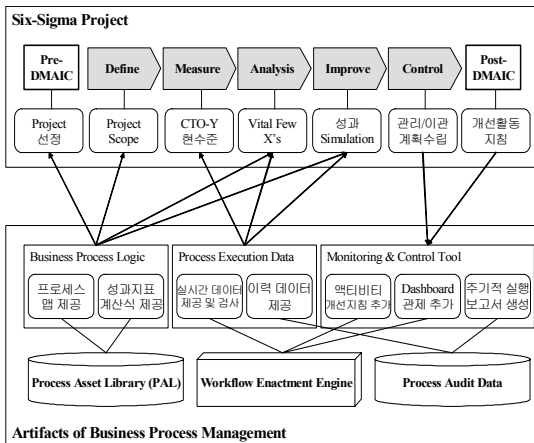 Six-Sigma Project
Pre-
DMAIC
Define
Measure
Analysis
Improve
Control
Post-
DMAIC
Project
선정
Project
Scope
CTO-Y
현수준
Vital Few
X's
성과
Simulation
관리/이관
계획수립
개선활동
지침
Business Process Logic
Process Execution Data
Monitoring & Control Tool
프로세스
맵 제공
성과지표
계산식 제공
실시간 데이터
제공 및 검사
이력 데이터
제공
액티비티
개선지침 추가
Dashboard
관제 추가
주기적 실행
보고서 생성
Process Asset Library (PAL)
Workflow Enactment Engine
Process Audit Data
Artifacts of Business Process Management